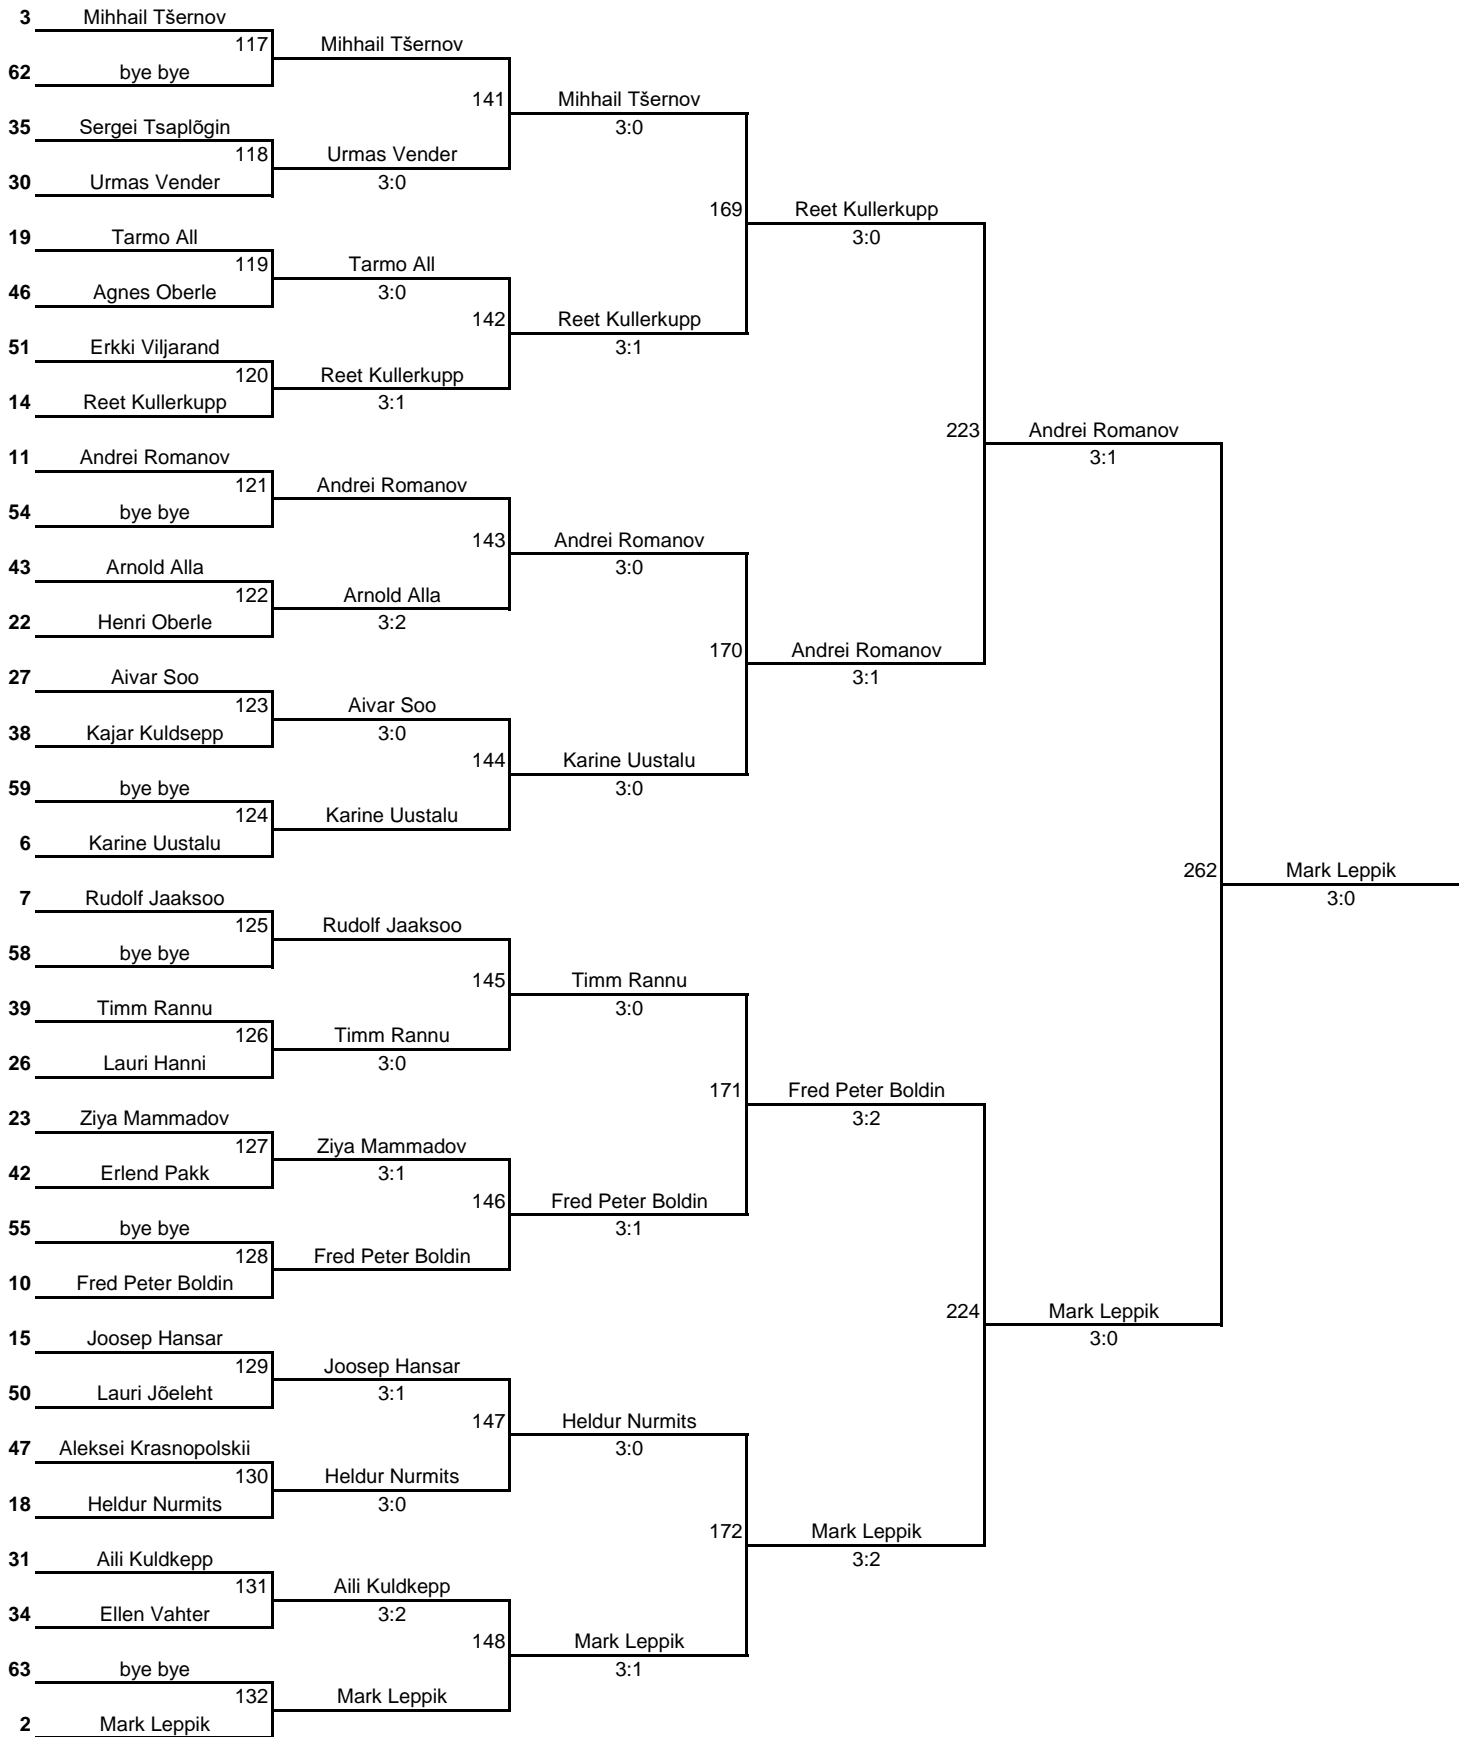 3 Mihhail Tšernov
117 Mihhail Tšernov
62 bye bye
141 Mihhail Tšernov
35 Sergei Tsaplõgin 3:0
118 Urmas Vender
30 Urmas Vender 3:0
169 Reet Kullerkupp
19 Tarmo All 3:0
119 Tarmo All
46 Agnes Oberle 3:0
142 Reet Kullerkupp
51 Erkki Viljarand 3:1
120 Reet Kullerkupp
14 Reet Kullerkupp 3:1
223 Andrei Romanov
11 Andrei Romanov 3:1
121 Andrei Romanov
54 bye bye
143 Andrei Romanov
43 Arnold Alla 3:0
122 Arnold Alla
22 Henri Oberle 3:2
170 Andrei Romanov
27 Aivar Soo 3:1
123 Aivar Soo
38 Kajar Kuldsepp 3:0
144 Karine Uustalu
59 bye bye 3:0
124 Karine Uustalu
6 Karine Uustalu
262 Mark Leppik
7 Rudolf Jaaksoo 3:0
125 Rudolf Jaaksoo
58 bye bye
145 Timm Rannu
39 Timm Rannu 3:0
126 Timm Rannu
26 Lauri Hanni 3:0
171 Fred Peter Boldin
23 Ziya Mammadov 3:2
127 Ziya Mammadov
42 Erlend Pakk 3:1
146 Fred Peter Boldin
55 bye bye 3:1
128 Fred Peter Boldin
10 Fred Peter Boldin
224 Mark Leppik
15 Joosep Hansar 3:0
129 Joosep Hansar
50 Lauri Jõeleht 3:1
147 Heldur Nurmits
47 Aleksei Krasnopolskii 3:0
130 Heldur Nurmits
18 Heldur Nurmits 3:0
172 Mark Leppik
31 Aili Kuldkepp 3:2
131 Aili Kuldkepp
34 Ellen Vahter 3:2
148 Mark Leppik
63 bye bye 3:1
132 Mark Leppik
2 Mark Leppik